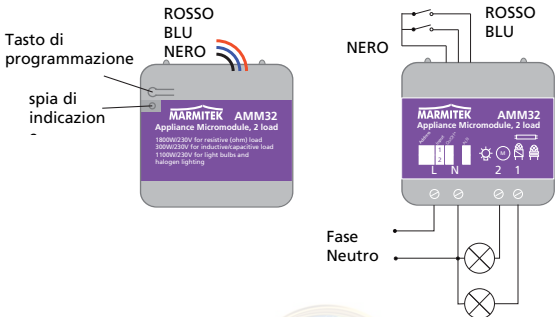 ROSSO
BLU
NERO
Tasto di
programmazione
spia di
indicazion
MARMITEK AMM32
Appliance Micromodule, 2 load
1800W/230V for resistive (ohm) load
300W/230V for inductive/capacitive load
1100W/230V for light bulbs and
halogen lighting
ROSSO
BLU
NERO
MARMITEK AMM32
Appliance Micromodule, 2 load
1
2
M
L N 2 1
Fase
Neutro